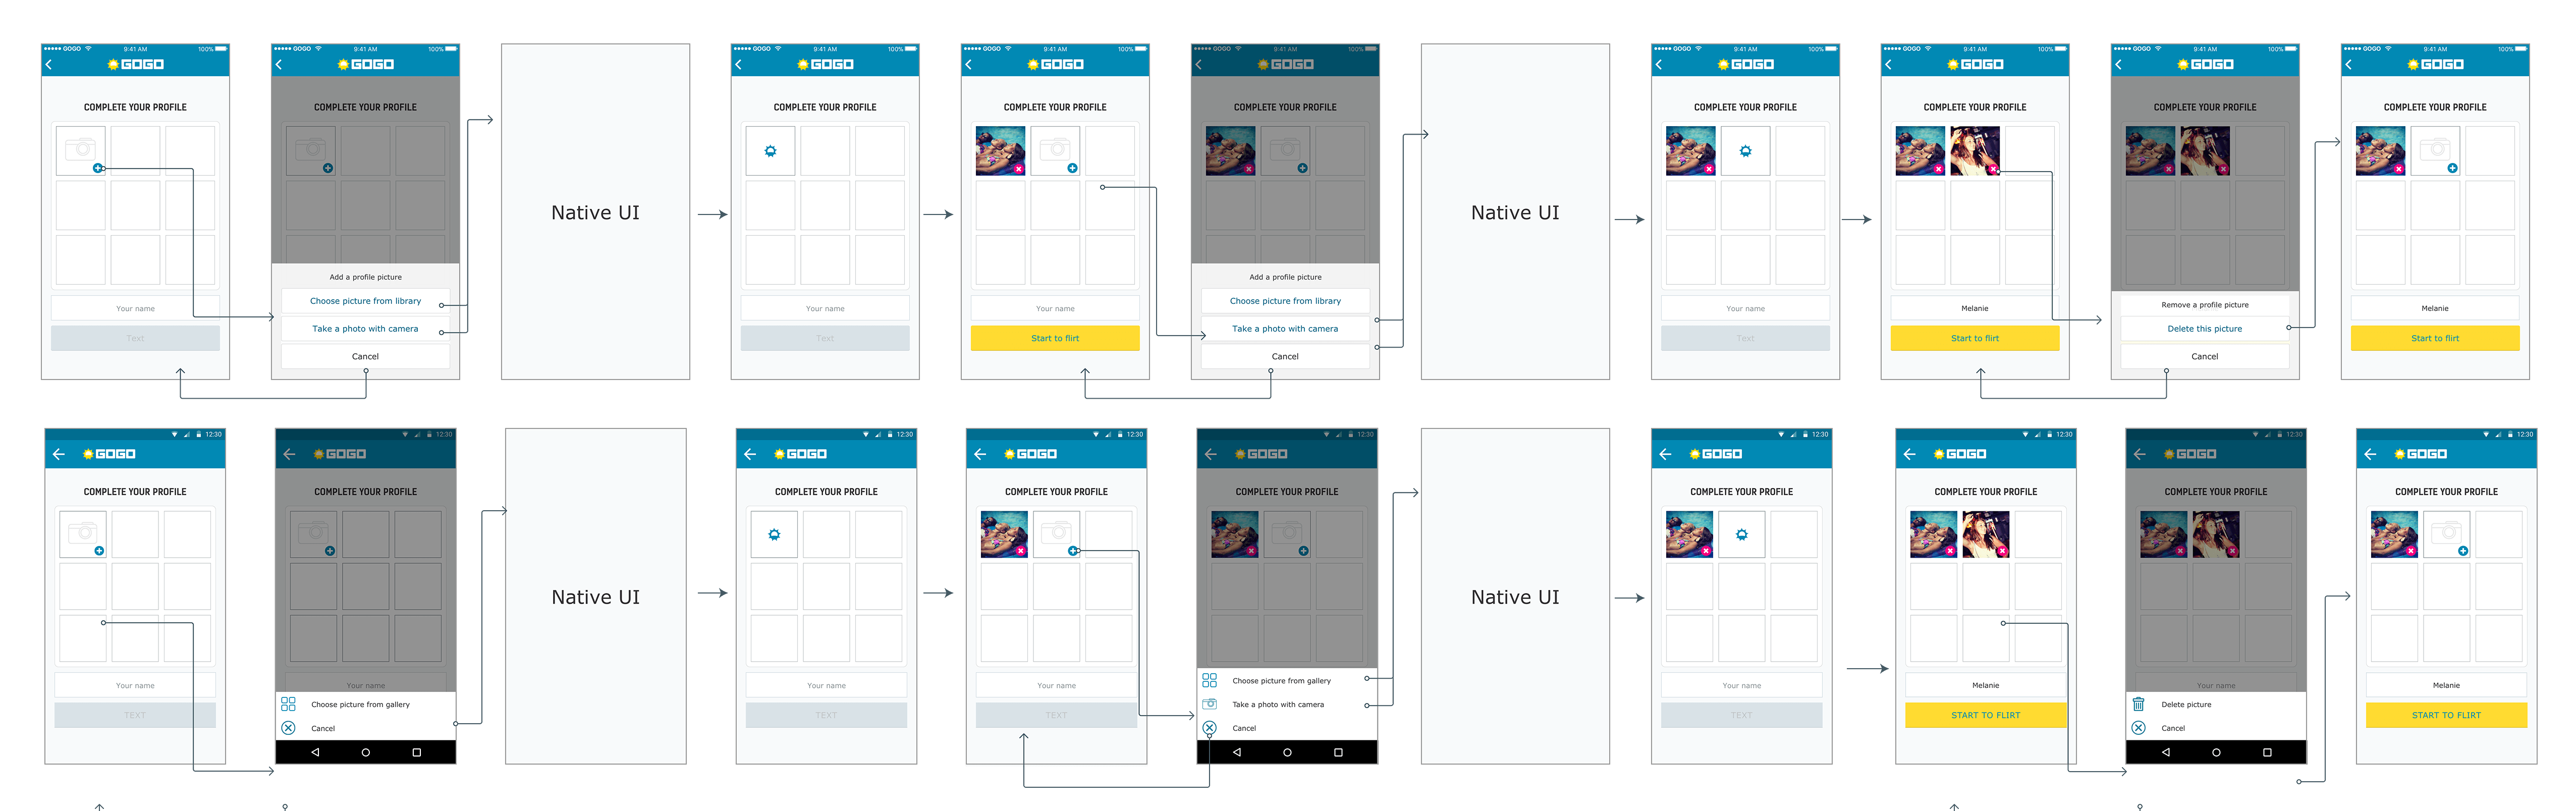 GOGO 9:41 AM 100%
GOGO
COMPLETE YOUR PROFILE
Your name
Text
GOGO 9:41 AM 100%
GOGO
COMPLETE YOUR PROFILE
Add a profile picture
Choose picture from library
Take a photo with camera
Cancel
Native UI
GOGO 9:41 AM 100%
GOGO
COMPLETE YOUR PROFILE
Your name
Text
GOGO 9:41 AM 100%
GOGO
COMPLETE YOUR PROFILE
Your name
Start to flirt
GOGO 9:41 AM 100%
GOGO
COMPLETE YOUR PROFILE
Add a profile picture
Choose picture from library
Take a photo with camera
Cancel
Native UI
GOGO 9:41 AM 100%
GOGO
COMPLETE YOUR PROFILE
Your name
Text
GOGO 9:41 AM 100%
GOGO
COMPLETE YOUR PROFILE
Melanie
Start to flirt
GOGO 9:41 AM 100%
GOGO
COMPLETE YOUR PROFILE
Remove a profile picture
Delete this picture
Cancel
GOGO 9:41 AM 100%
GOGO
COMPLETE YOUR PROFILE
Melanie
Start to flirt
12:30
GOGO
COMPLETE YOUR PROFILE
Your name
TEXT
12:30
GOGO
COMPLETE YOUR PROFILE
Your name
Choose picture from gallery
Cancel
Native UI
12:30
GOGO
COMPLETE YOUR PROFILE
Your name
TEXT
12:30
GOGO
COMPLETE YOUR PROFILE
Your name
TEXT
12:30
GOGO
COMPLETE YOUR PROFILE
Choose picture from gallery
Take a photo with camera
Cancel
Native UI
12:30
GOGO
COMPLETE YOUR PROFILE
Your name
TEXT
12:30
GOGO
COMPLETE YOUR PROFILE
Melanie
START TO FLIRT
12:30
GOGO
COMPLETE YOUR PROFILE
Your name
Delete picture
Cancel
12:30
GOGO
COMPLETE YOUR PROFILE
Melanie
START TO FLIRT